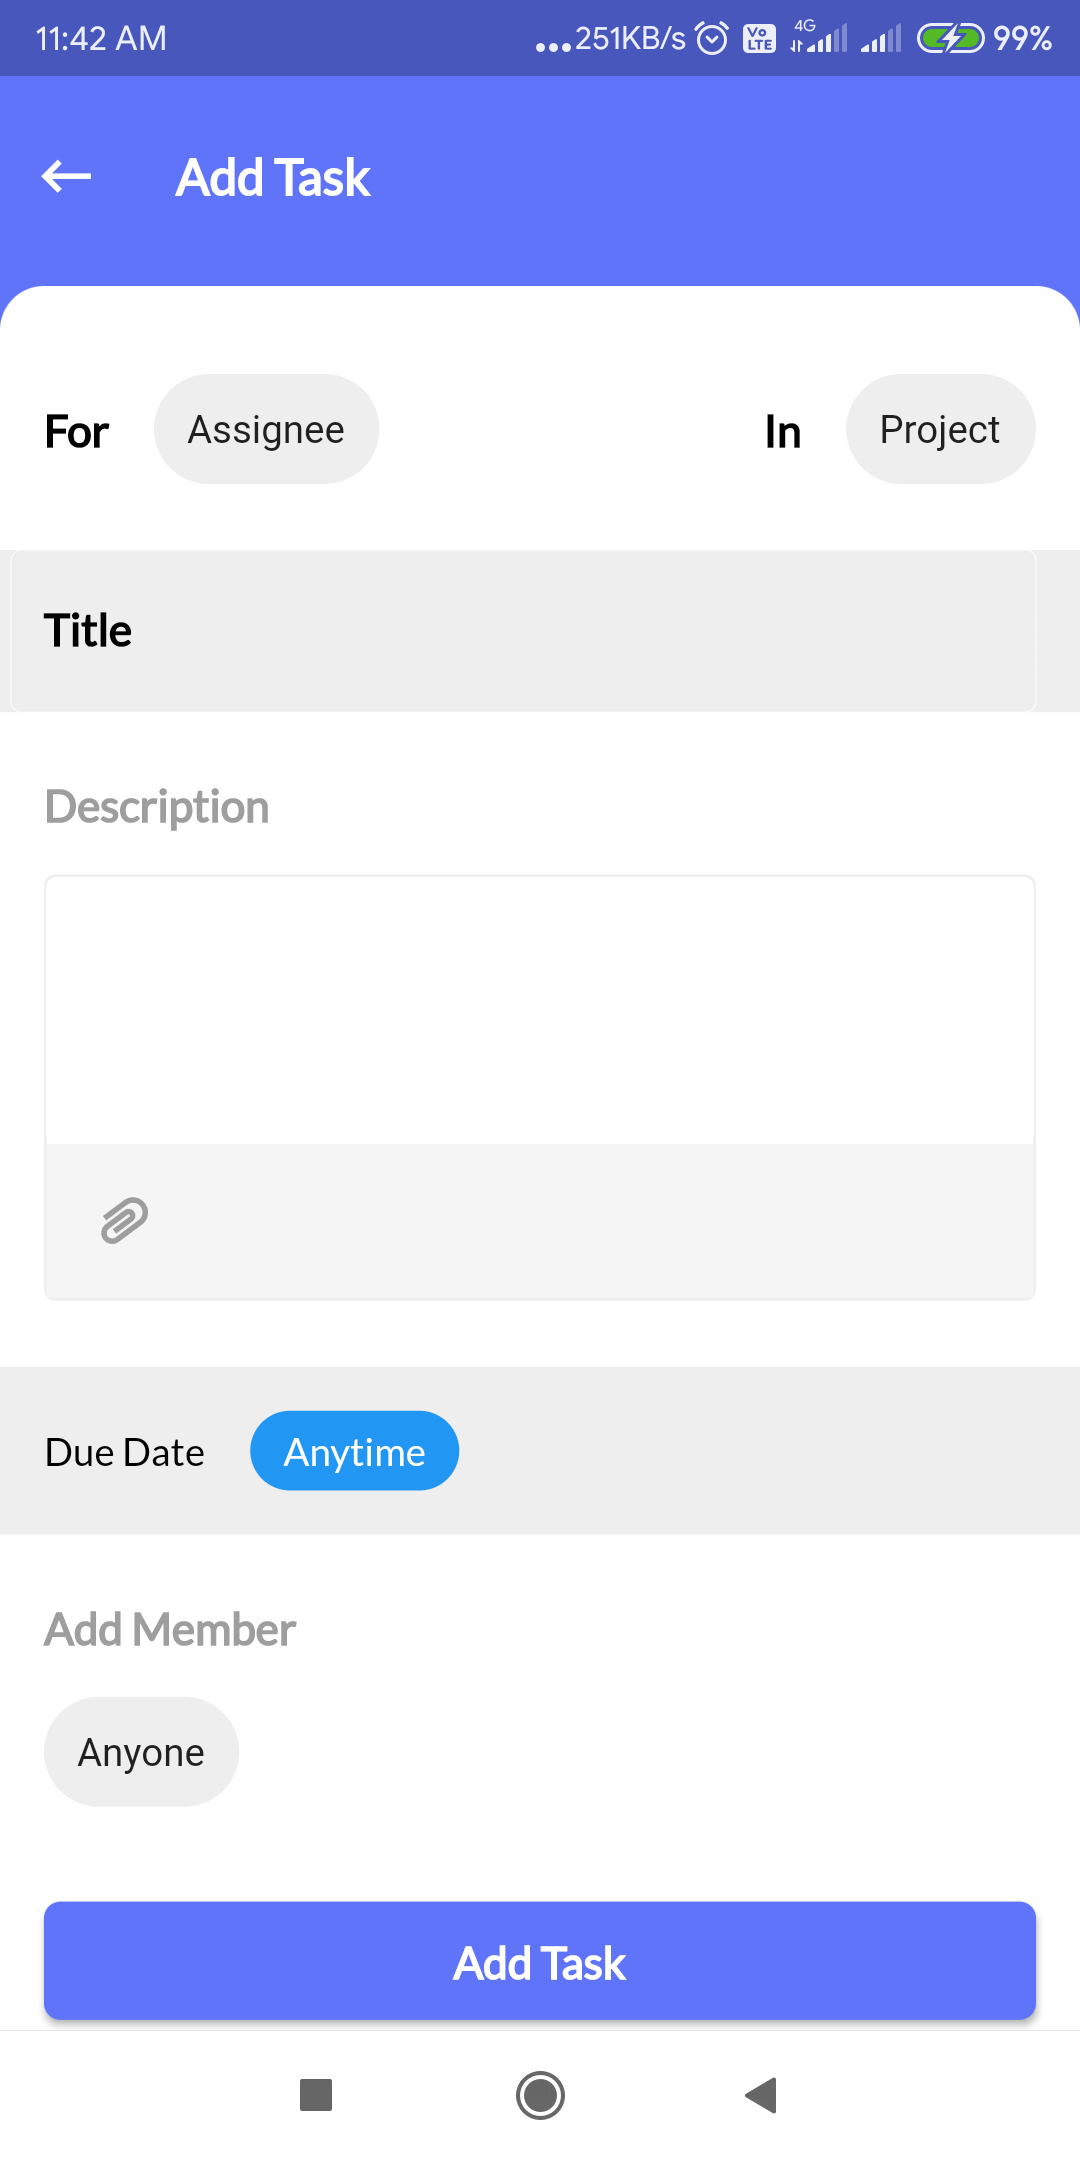 11:42 AM ...251KB/s Vo LTE 4G 99%
Add Task
For Assignee In Project
Title
Description
Due Date Anytime
Add Member
Anyone
Add Task